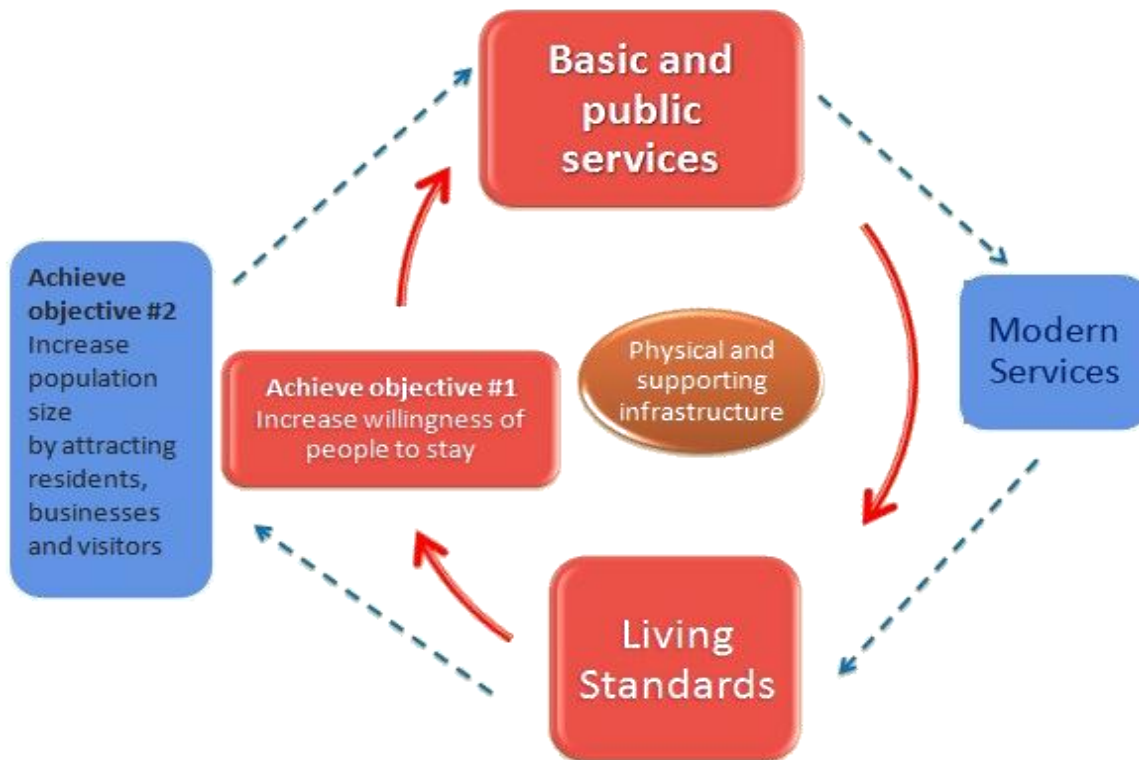 Basic and
public
services
Achieve
objective #2
Increase
population
size
by attracting
residents,
businesses
and visitors
Achieve objective #1
Increase willingness of
people to stay
Physical and
supporting
infrastructure
Modern
Services
Living
Standards